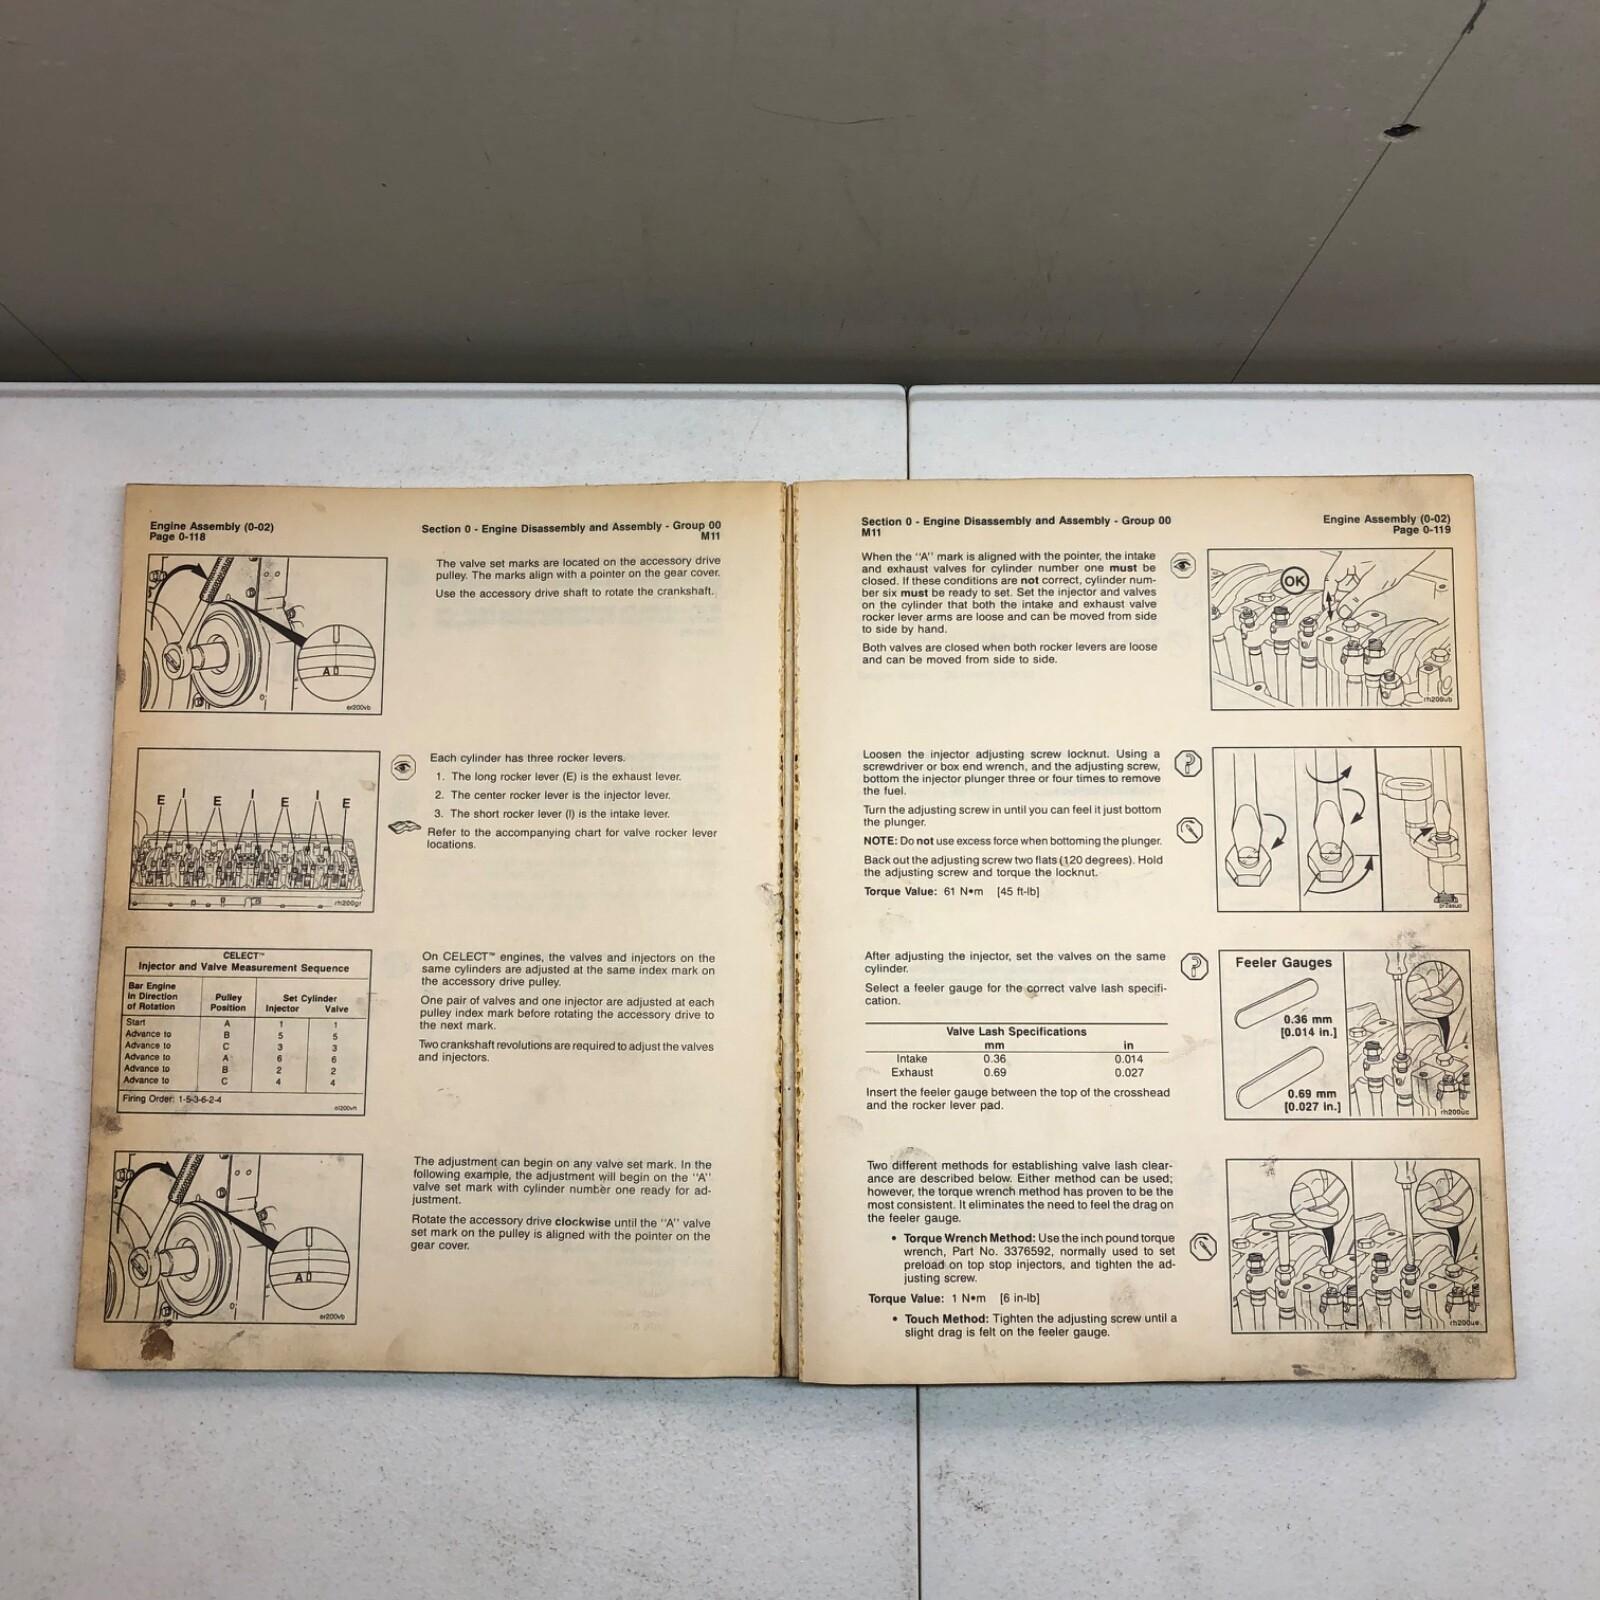 Engine Assembly (0-02)
Page 0-118
Section 0 - Engine Disassembly and Assembly - Group 00
M11
A
er200vb
The valve set marks are located on the accessory drive
pulley. The marks align with a pointer on the gear cover.
Use the accessory drive shaft to rotate the crankshaft.
E I E I E I E
rh200gr
Each cylinder has three rocker levers.
1. The long rocker lever (E) is the exhaust lever.
2. The center rocker lever is the injector lever.
3. The short rocker lever (I) is the intake lever.
Refer to the accompanying chart for valve rocker lever
locations.
CELECT™
Injector and Valve Measurement Sequence
Bar Engine
in Direction Pulley Set Cylinder
of Rotation Position Injector Valve
Start A 1 1
Advance to B 5 5
Advance to C 3 3
Advance to A 6 6
Advance to B 2 2
Advance to C 4 4
Firing Order: 1-5-3-6-2-4
On CELECT™ engines, the valves and injectors on the
same cylinders are adjusted at the same index mark on
the accessory drive pulley.
One pair of valves and one injector are adjusted at each
pulley index mark before rotating the accessory drive to
the next mark.
Two crankshaft revolutions are required to adjust the valves
and injectors.
A
er200vb
The adjustment can begin on any valve set mark. In the
following example, the adjustment will begin on the "A"
valve set mark with cylinder number one ready for ad-
justment.
Rotate the accessory drive clockwise until the "A" valve
set mark on the pulley is aligned with the pointer on the
gear cover.
Section 0 - Engine Disassembly and Assembly - Group 00
M11
Engine Assembly (0-02)
Page 0-119
When the "A" mark is aligned with the pointer, the intake
and exhaust valves for cylinder number one must be
closed. If these conditions are not correct, cylinder num-
ber six must be ready to set. Set the injector and valves
on the cylinder that both the intake and exhaust valve
rocker lever arms are loose and can be moved from side
to side by hand.
Both valves are closed when both rocker levers are loose
and can be moved from side to side.
OK
rh200ub
Loosen the injector adjusting screw locknut. Using a
screwdriver or box end wrench, and the adjusting screw,
bottom the injector plunger three or four times to remove
the fuel.
Turn the adjusting screw in until you can feel it just bottom
the plunger.
NOTE: Do not use excess force when bottoming the plunger.
Back out the adjusting screw two flats (120 degrees). Hold
the adjusting screw and torque the locknut.
Torque Value: 61 N•m [45 ft-lb]
After adjusting the injector, set the valves on the same
cylinder.
Select a feeler gauge for the correct valve lash specifi-
cation.
Valve Lash Specifications
mm in
Intake 0.36 0.014
Exhaust 0.69 0.027
Insert the feeler gauge between the top of the crosshead
and the rocker lever pad.
Feeler Gauges
0.36 mm
[0.014 in.]
0.69 mm
[0.027 in.]
rh200uc
Two different methods for establishing valve lash clear-
ance are described below. Either method can be used;
however, the torque wrench method has proven to be the
most consistent. It eliminates the need to feel the drag on
the feeler gauge.
• Torque Wrench Method: Use the inch pound torque
wrench, Part No. 3376592, normally used to set
preload on top stop injectors, and tighten the ad-
justing screw.
Torque Value: 1 N•m [6 in-lb]
• Touch Method: Tighten the adjusting screw until a
slight drag is felt on the feeler gauge.
rh200ue